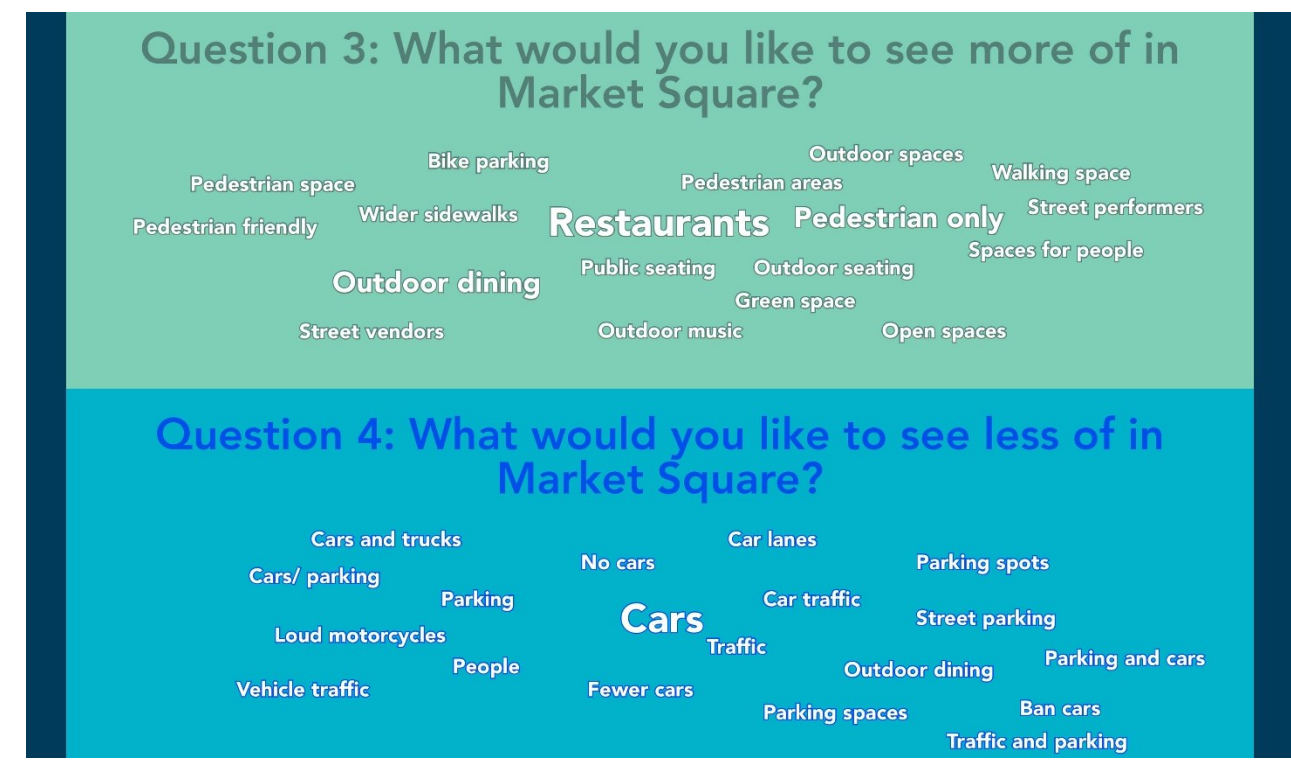 Question 3: What would you like to see more of in
Market Square?
Outdoor spaces
Bike parking
Walking space
Pedestrian space
Pedestrian areas
Street performers
Wider sidewalks
Restaurants
Pedestrian only
Pedestrian friendly
Spaces for people
Public seating
Outdoor seating
Outdoor dining
Green space
Street vendors
Outdoor music
Open spaces
Question 4: What would you like to see less of in
Market Square?
Cars and trucks
Car lanes
No cars
Parking spots
Cars/ parking
Parking
Car traffic
Cars
Street parking
Loud motorcycles
Traffic
Parking and cars
People
Outdoor dining
Vehicle traffic
Fewer cars
Parking spaces
Ban cars
Traffic and parking